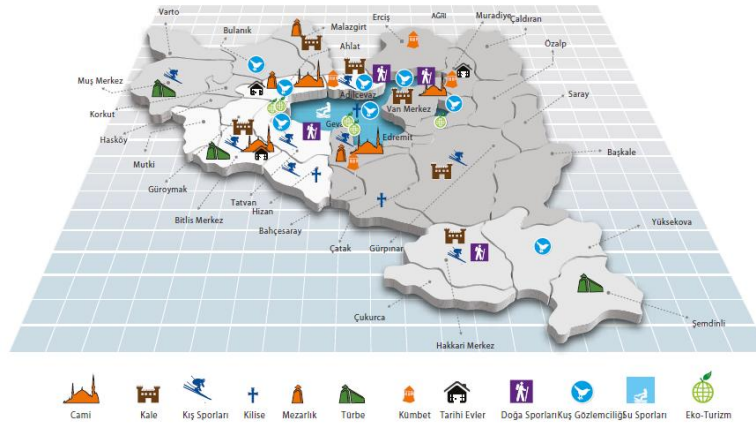 Varto
Bulanık
Malazgirt
Ahlat
Erciş
AĞRI
Muradiye
Çaldıran
Özalp
Muş Merkez
Korkut
Hasköy
Mutki
Güroymak
Bitlis Merkez
Tatvan
Hizan
Bahçesaray
Adilcevaz
Geva
Van Merkez
Edremit
Saray
Başkale
Çatak
Gürpınar
Yüksekova
Çukurca
Hakkari Merkez
Şemdinli
Cami
Kale
Kış Sporları
Kilise
Mezarlık
Türbe
Kümbet
Tarihi Evler
Doğa Sporları
Kuş Gözlemciliği
Su Sporları
Eko-Turizm